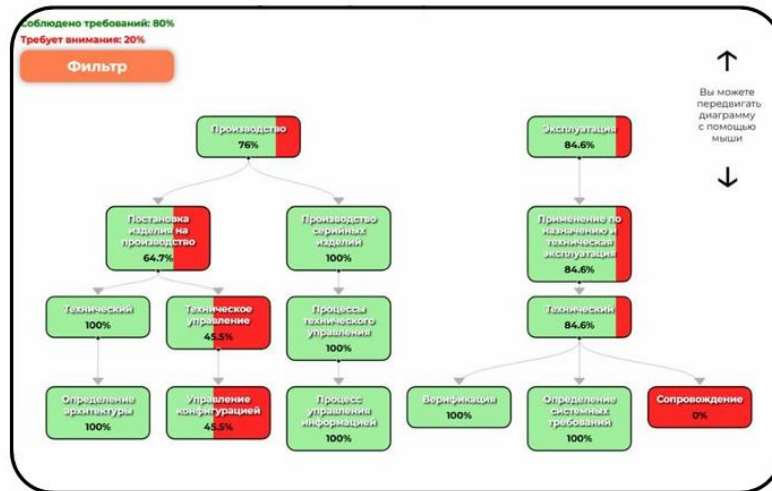 Соблюдено требований: 80%
Требует внимания: 20%
Фильтр
Вы можете
передвигать
диаграмму
с помощью
мыши
Производство
76%
Эксплуатация
84.6%
Постановка
изделия на
производство
64.7%
Производство
серийных
изделий
100%
Применение по
назначению и
техническая
эксплуатация
84.6%
Технический
100%
Техническое
управление
45.5%
Процессы
технического
управления
100%
Технический
84.6%
Определение
архитектуры
100%
Управление
конфигурацией
45.5%
Процесс
управления
информацией
100%
Верификация
100%
Определение
системных
требований
100%
Сопровождение
0%